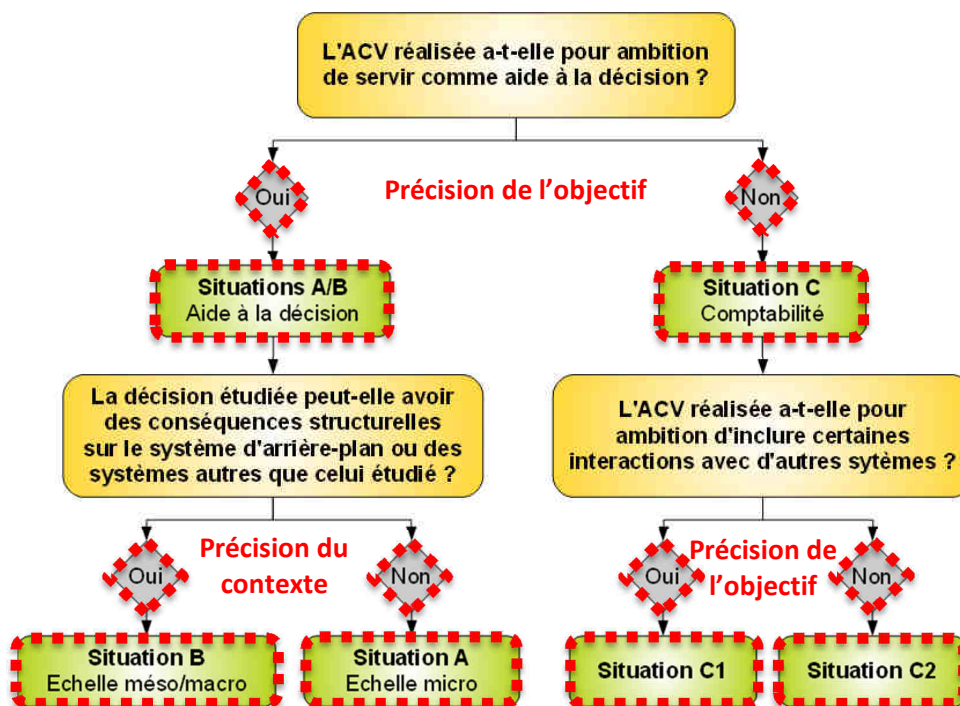 L'ACV réalisée a-t-elle pour ambition
de servir comme aide à la décision ?
Oui
Précision de l’objectif
Non
Situations A/B
Aide à la décision
Situation C
Comptabilité
La décision étudiée peut-elle avoir
des conséquences structurelles
sur le système d'arrière-plan ou des
systèmes autres que celui étudié ?
L'ACV réalisée a-t-elle pour
ambition d'inclure certaines
interactions avec d'autres sytèmes ?
Oui
Précision du
contexte
Non
Oui
Précision de
l’objectif
Non
Situation B
Echelle méso/macro
Situation A
Echelle micro
Situation C1
Situation C2